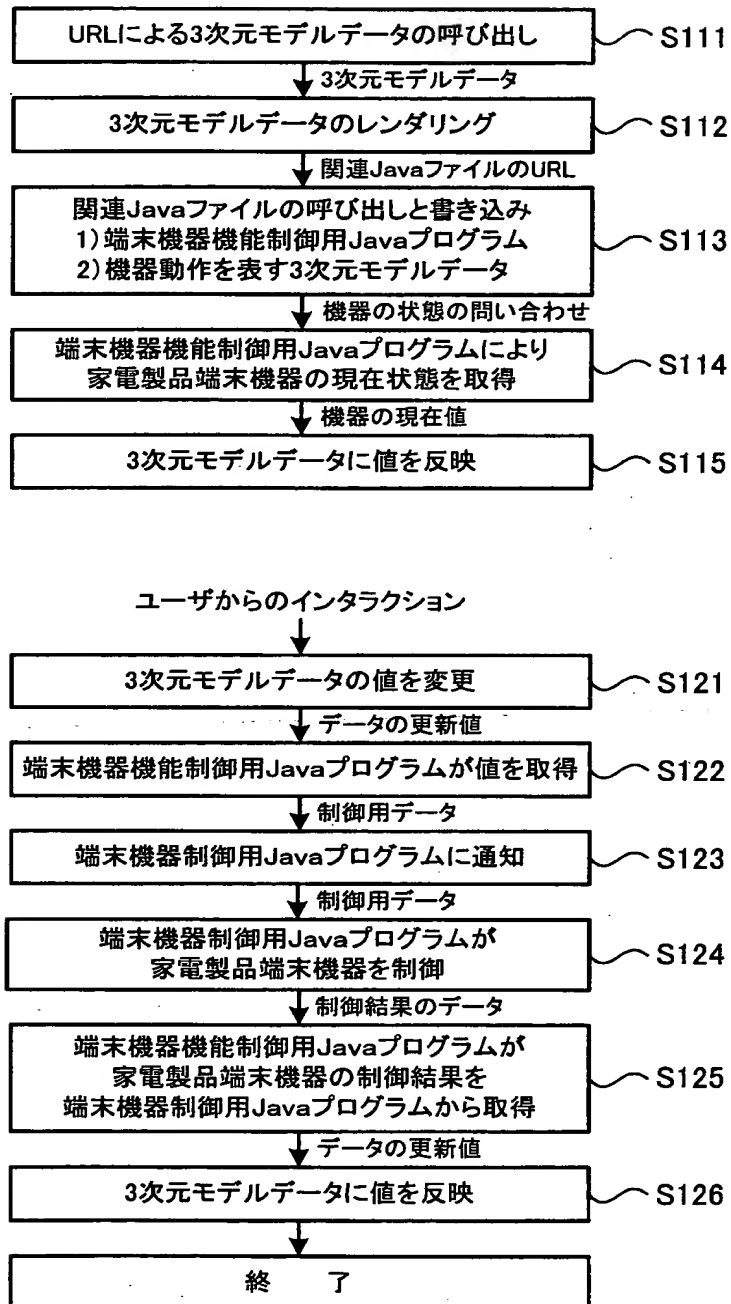 URLによる3次元モデルデータの呼び出し S111
3次元モデルデータ
3次元モデルデータのレンダリング S112
関連JavaファイルのURL
関連Javaファイルの呼び出しと書き込み
1)端末機器機能制御用Javaプログラム S113
2)機器動作を表す3次元モデルデータ
機器の状態の問い合わせ
端末機器機能制御用Javaプログラムにより
家電製品端末機器の現在状態を取得 S114
機器の現在値
3次元モデルデータに値を反映 S115
ユーザからのインタラクション
3次元モデルデータの値を変更 S121
データの更新値
端末機器機能制御用Javaプログラムが値を取得 S122
制御用データ
端末機器制御用Javaプログラムに通知 S123
制御用データ
端末機器制御用Javaプログラムが
家電製品端末機器を制御 S124
制御結果のデータ
端末機器機能制御用Javaプログラムが
家電製品端末機器の制御結果を S125
端末機器制御用Javaプログラムから取得
データの更新値
3次元モデルデータに値を反映 S126
終 了